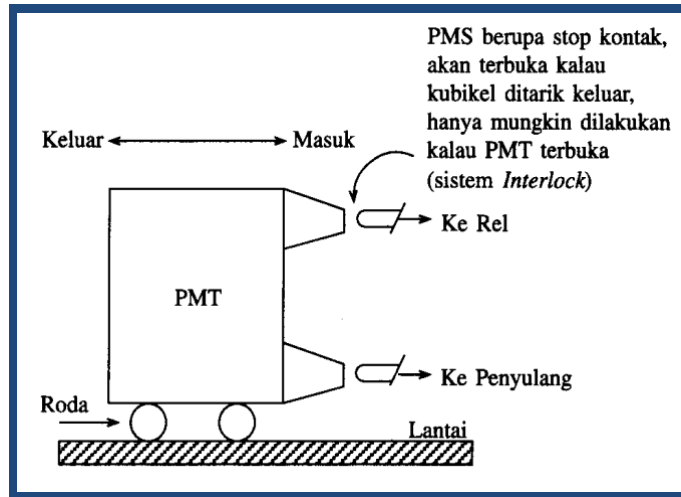 PMS berupa stop kontak,
akan terbuka kalau
kubikel ditarik keluar,
hanya mungkin dilakukan
kalau PMT terbuka
(sistem Interlock)
Keluar
Masuk
Ke Rel
PMT
Ke Penyulang
Roda
Lantai